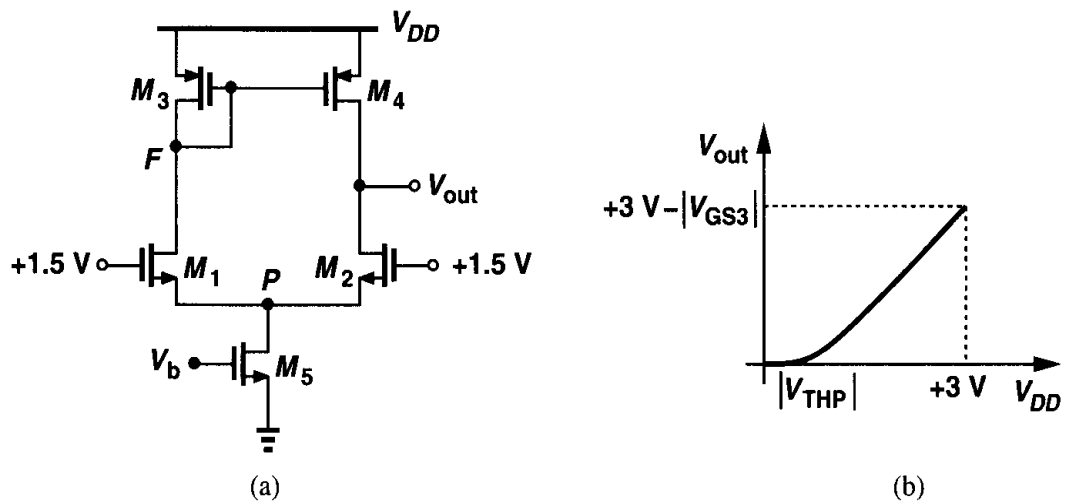 V_DD
M_3
M_4
F
V_out
+1.5 V
M_1
M_2
+1.5 V
P
V_b
M_5
(a)
V_out
+3 V –|V_GS3|
|V_THP|
+3 V
V_DD
(b)